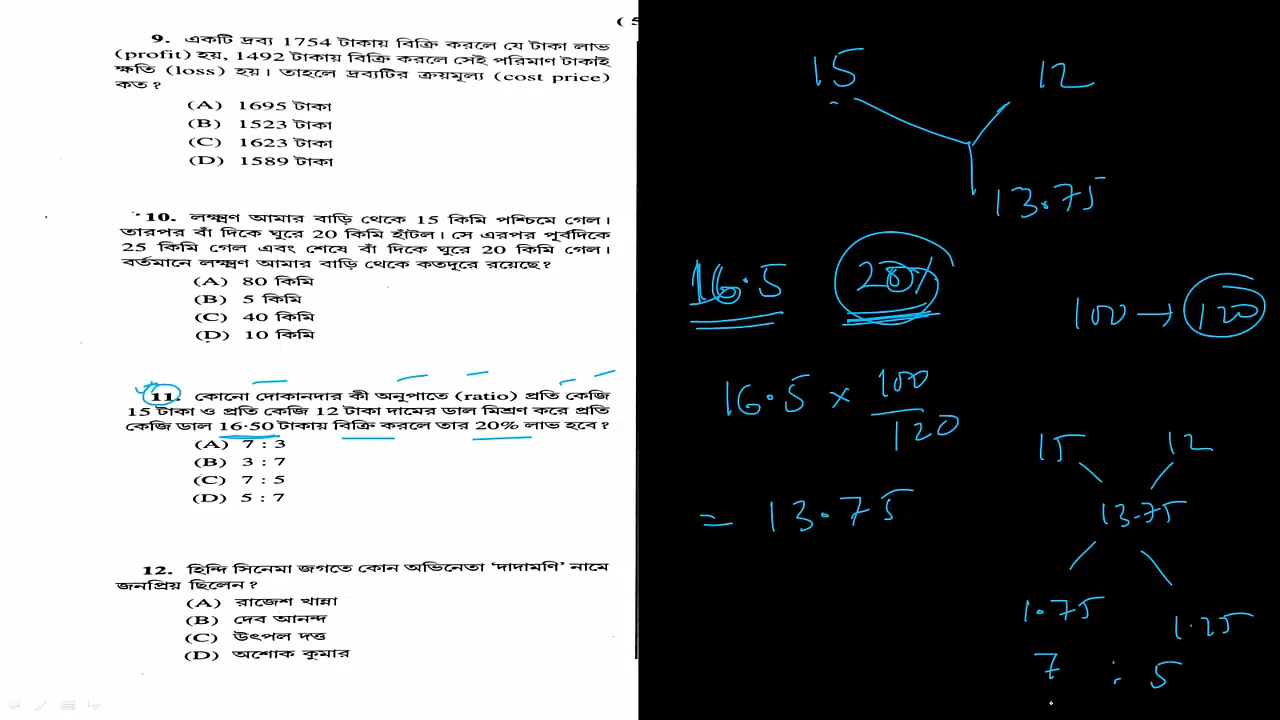 ( 5
9. একটি দ্রব্য 1754 টাকায় বিক্রি করলে যে টাকা লাভ
(profit) হয়, 1492 টাকায় বিক্রি করলে সেই পরিমাণ টাকাই
ক্ষতি (loss) হয়। তাহলে দ্রব্যটির ক্রয়মূল্য (cost price)
কত ?
(A) 1695 টাকা
(B) 1523 টাকা
(C) 1623 টাকা
(D) 1589 টাকা
10. লক্ষ্মণ আমার বাড়ি থেকে 15 কিমি পশ্চিমে গেল।
তারপর বাঁ দিকে ঘুরে 20 কিমি হাঁটল। সে এরপর পূর্বদিকে
25 কিমি গেল এবং শেষে বাঁ দিকে ঘুরে 20 কিমি গেল।
বর্তমানে লক্ষ্মণ আমার বাড়ি থেকে কতদূরে রয়েছে ?
(A) 80 কিমি
(B) 5 কিমি
(C) 40 কিমি
(D) 10 কিমি
11. কোনো দোকানদার কী অনুপাতে (ratio) প্রতি কেজি
15 টাকা ও প্রতি কেজি 12 টাকা দামের ডাল মিশ্রণ করে প্রতি
কেজি ডাল 16·50 টাকায় বিক্রি করলে তার 20% লাভ হবে ?
(A) 7 : 3
(B) 3 : 7
(C) 7 : 5
(D) 5 : 7
12. হিন্দি সিনেমা জগতে কোন অভিনেতা ‘দাদামণি’ নামে
জনপ্রিয় ছিলেন ?
(A) রাজেশ খান্না
(B) দেব আনন্দ
(C) উৎপল দত্ত
(D) অশোক কুমার
15 12
13.75
16.5 20%
100 → 120
16.5 × 100/120
= 13.75
15 12
13.75
1.75 1.25
7 : 5